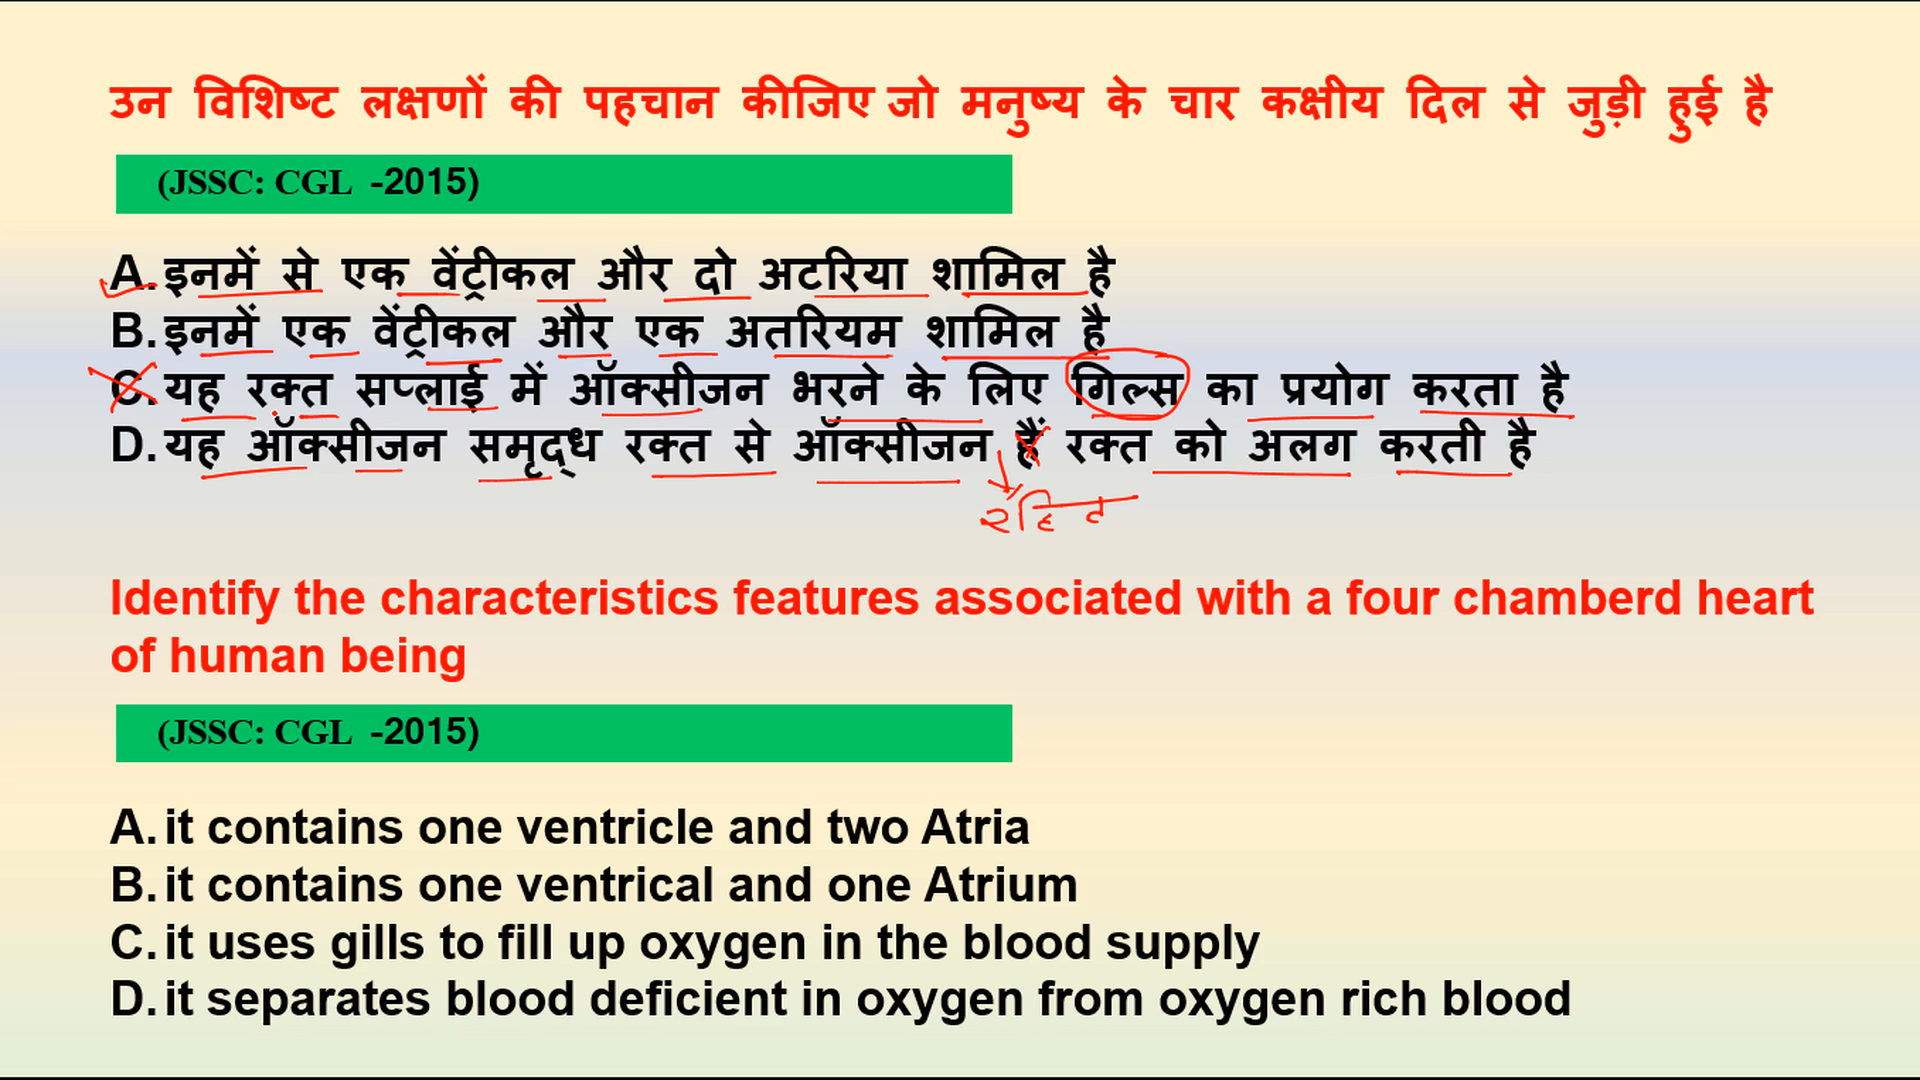 उन विशिष्ट लक्षणों की पहचान कीजिए जो मनुष्य के चार कक्षीय दिल से जुड़ी हुई है
(JSSC: CGL -2015)
A. इनमें से एक वेंट्रीकल और दो अटरिया शामिल है
B. इनमें एक वेंट्रीकल और एक अतरियम शामिल है
C. यह रक्त सप्लाई में ऑक्सीजन भरने के लिए गिल्स का प्रयोग करता है
D. यह ऑक्सीजन समृद्ध रक्त से ऑक्सीजन हैं रक्त को अलग करती है
रहित
Identify the characteristics features associated with a four chamberd heart
of human being
(JSSC: CGL -2015)
A. it contains one ventricle and two Atria
B. it contains one ventrical and one Atrium
C. it uses gills to fill up oxygen in the blood supply
D. it separates blood deficient in oxygen from oxygen rich blood